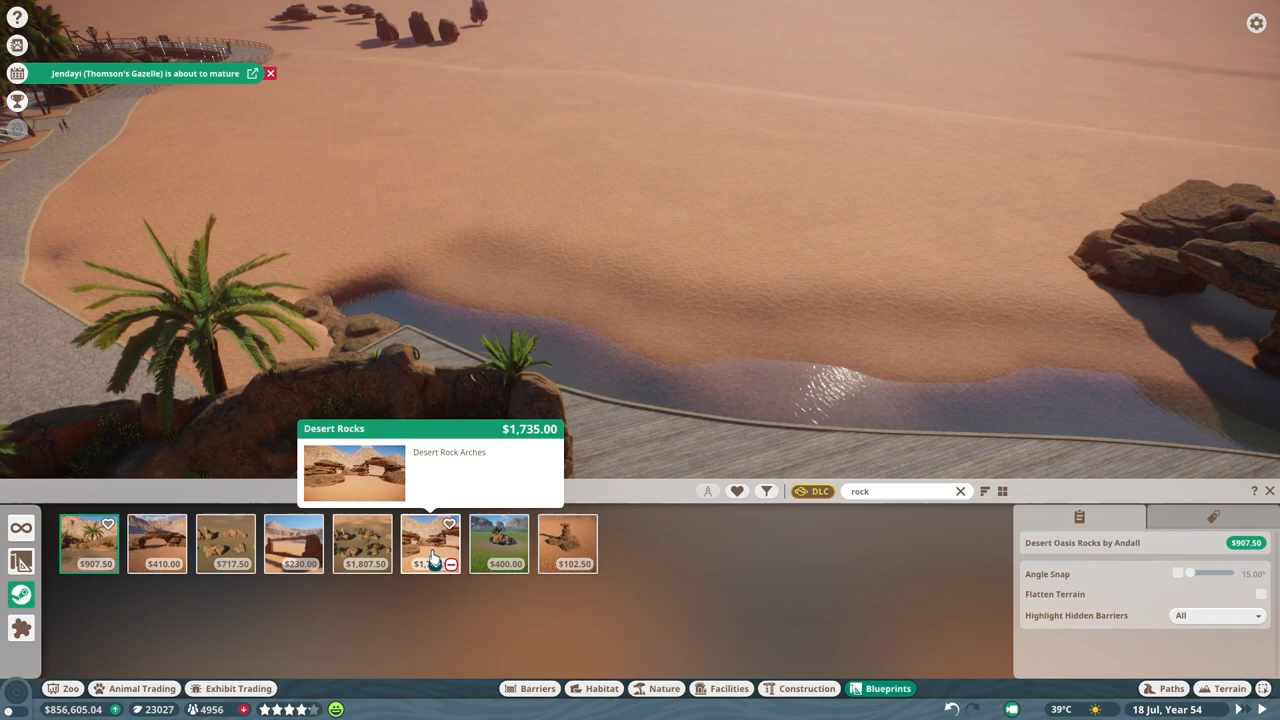 Jendayi (Thomson's Gazelle) is about to mature
Desert Rocks $1,735.00
Desert Rock Arches
DLC rock
$907.50 $410.00 $717.50 $230.00 $1,807.50 $400.00 $102.50
Desert Oasis Rocks by Andall $907.50
Angle Snap 15.00°
Flatten Terrain
Highlight Hidden Barriers All
Zoo Animal Trading Exhibit Trading Barriers Habitat Nature Facilities Construction Blueprints Paths Terrain
$856,605.04 23027 4956 39°C 18 Jul, Year 54